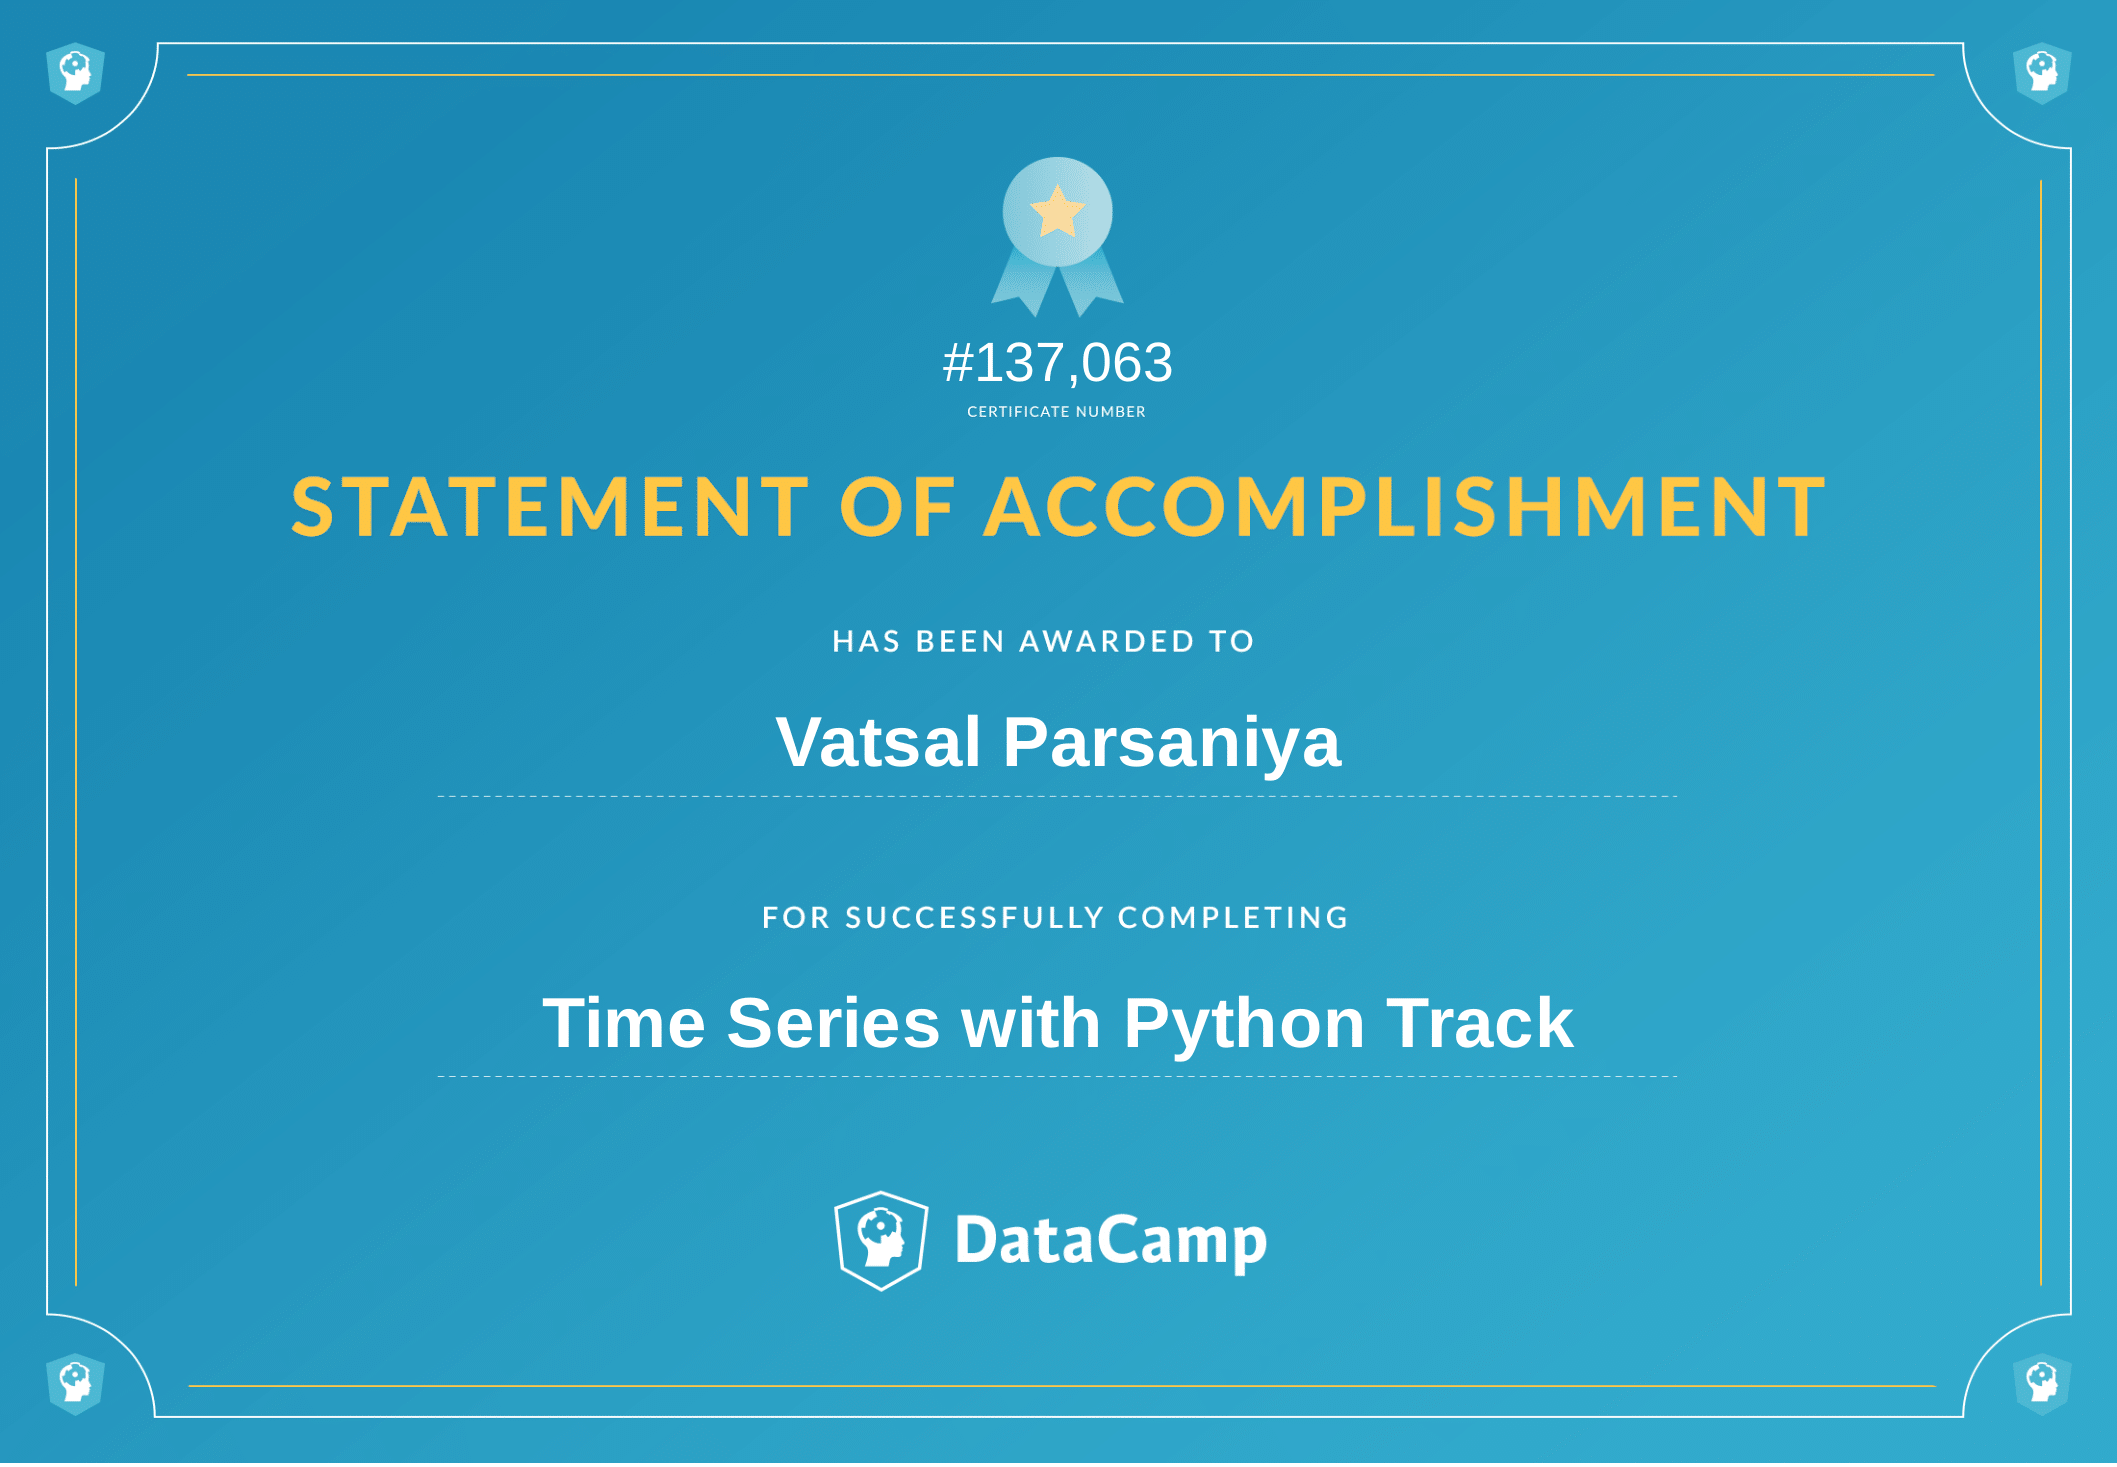 #137,063
CERTIFICATE NUMBER
STATEMENT OF ACCOMPLISHMENT
HAS BEEN AWARDED TO
Vatsal Parsaniya
FOR SUCCESSFULLY COMPLETING
Time Series with Python Track
DataCamp